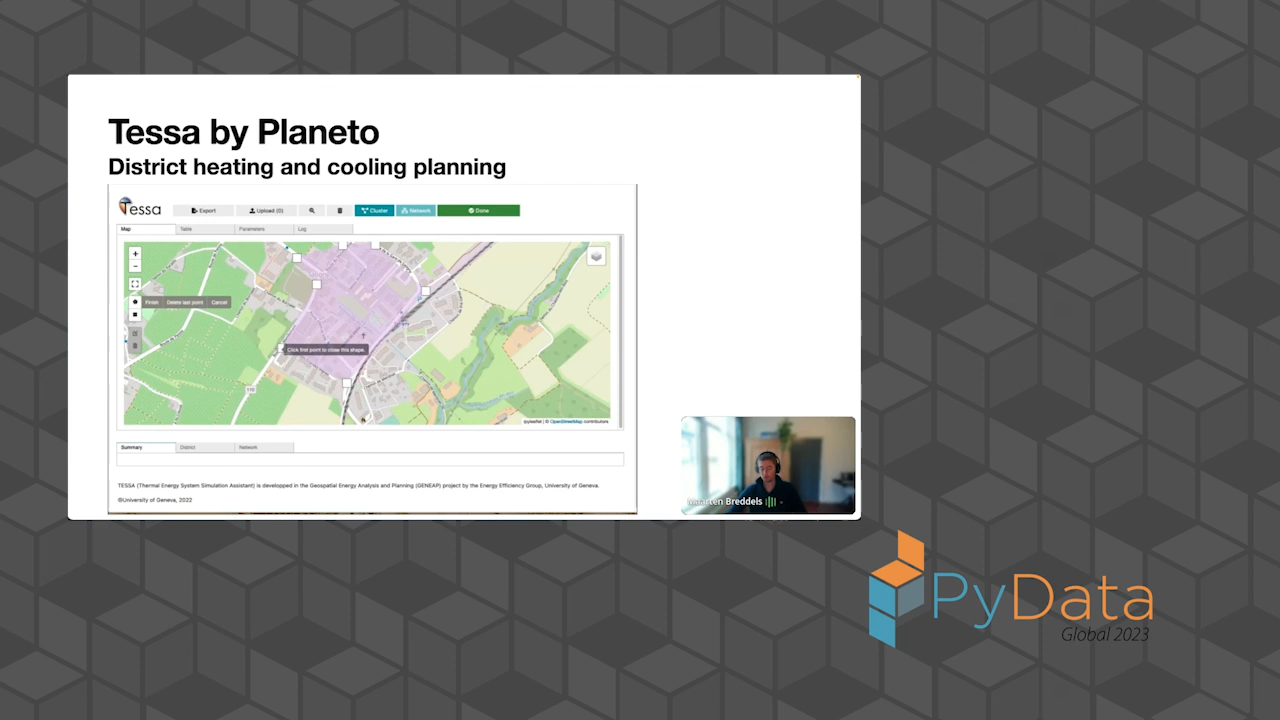 Tessa by Planeto
District heating and cooling planning
Tessa
Export
Upload (0)
Cluster
Network
Done
Map
Table
Parameters
Log
+
−
Finish
Delete last point
Cancel
Click first point to close this shape.
ipyleaflet | © OpenStreetMap contributors
Summary
District
Network
TESSA (Thermal Energy System Simulation Assistant) is developped in the Geospatial Energy Analysis and Planning (GENEAP) project by the Energy Efficiency Group, University of Geneva.
©University of Geneva, 2022
Maarten Breddels
PyData
Global 2023